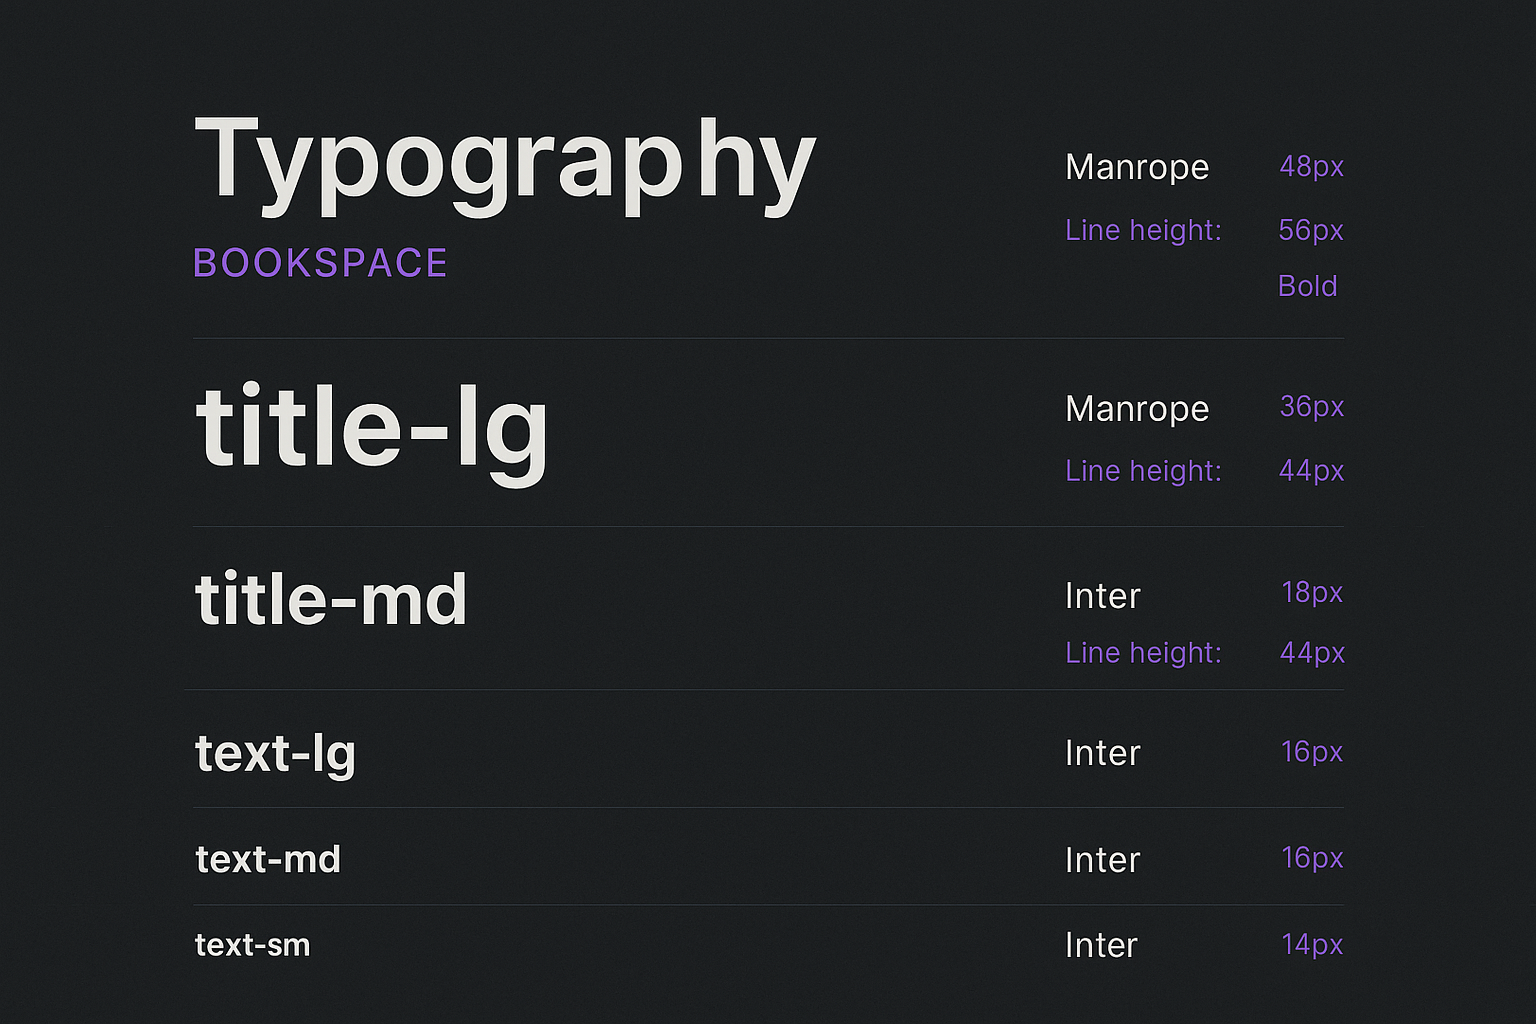 Typography
Manrope 48px
BOOKSPACE
Line height: 56px
Bold
title-lg
Manrope 36px
Line height: 44px
title-md
Inter 18px
Line height: 44px
text-lg
Inter 16px
text-md
Inter 16px
text-sm
Inter 14px